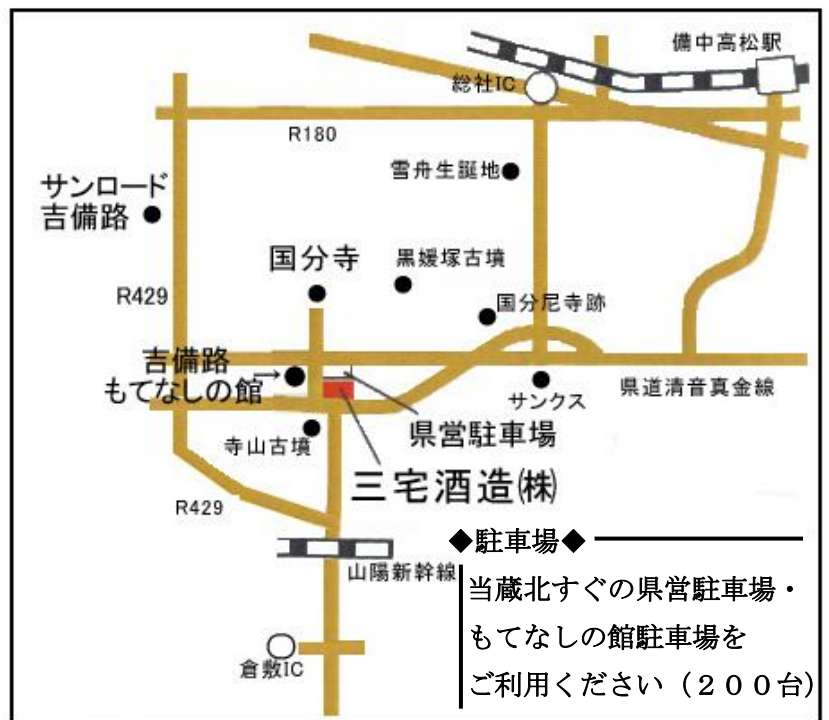 備中高松駅
総社IC
R180
雪舟生誕地
サンロード
吉備路
国分寺
黒媛塚古墳
R429
国分尼寺跡
吉備路
もてなしの館
→
県道清音真金線
サンクス
県営駐車場
寺山古墳
三宅酒造㈱
R429
◆駐車場◆
山陽新幹線
当蔵北すぐの県営駐車場・
もてなしの館駐車場を
ご利用ください(200台)
倉敷IC